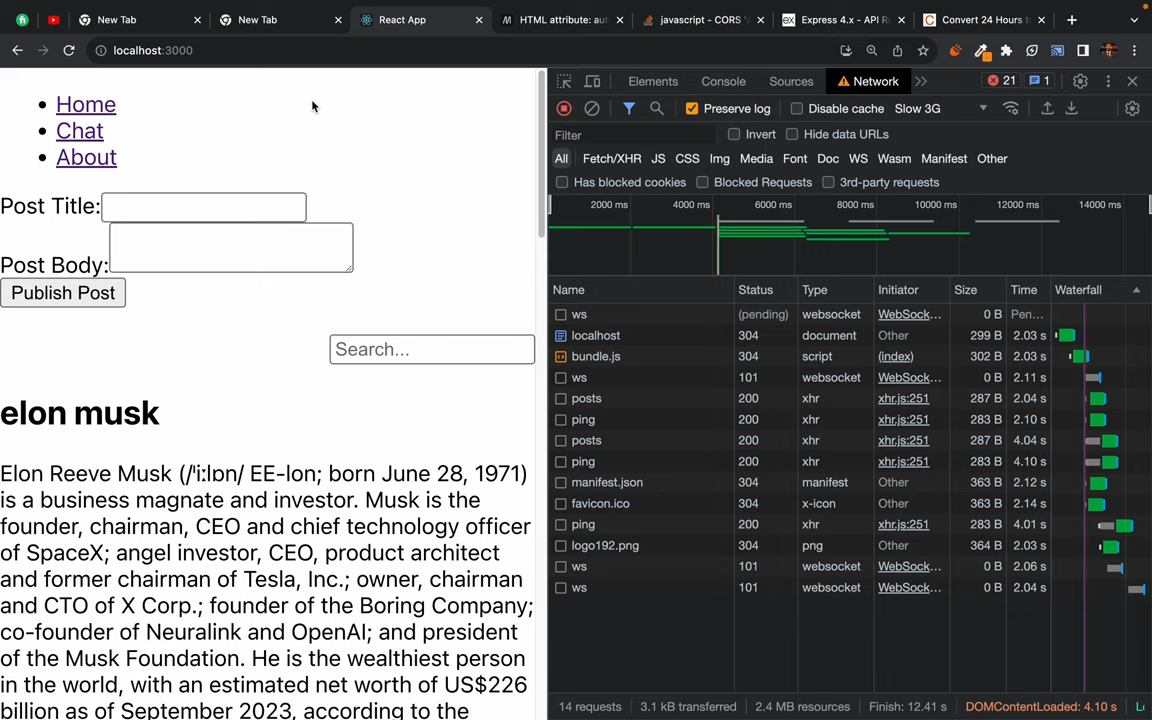 New Tab
New Tab
React App
HTML attribute: au
javascript - CORS
Express 4.x - API R
Convert 24 Hours t
localhost:3000
Home
Chat
About
Post Title:
Post Body:
Publish Post
Search...
elon musk
Elon Reeve Musk (/ˈiːlɒn/ EE-lon; born June 28, 1971)
is a business magnate and investor. Musk is the
founder, chairman, CEO and chief technology officer
of SpaceX; angel investor, CEO, product architect
and former chairman of Tesla, Inc.; owner, chairman
and CTO of X Corp.; founder of the Boring Company;
co-founder of Neuralink and OpenAI; and president
of the Musk Foundation. He is the wealthiest person
in the world, with an estimated net worth of US$226
billion as of September 2023, according to the
Elements Console Sources Network 21 1
Preserve log Disable cache Slow 3G
Filter Invert Hide data URLs
All Fetch/XHR JS CSS Img Media Font Doc WS Wasm Manifest Other
Has blocked cookies Blocked Requests 3rd-party requests
2000 ms 4000 ms 6000 ms 8000 ms 10000 ms 14000 ms
Name Status Type Initiator Size Time Waterfall
ws (pending) websocket WebSock... 0 B Pen...
localhost 304 document Other 299 B 2.03 s
bundle.js 304 script (index) 302 B 2.03 s
ws 101 websocket WebSock... 0 B 2.11 s
posts 200 xhr xhr.js:251 287 B 2.04 s
ping 200 xhr xhr.js:251 283 B 2.10 s
posts 200 xhr xhr.js:251 287 B 4.04 s
ping 200 xhr xhr.js:251 283 B 4.10 s
manifest.json 304 manifest Other 363 B 2.12 s
favicon.ico 304 x-icon Other 363 B 2.14 s
ping 200 xhr xhr.js:251 283 B 4.01 s
logo192.png 304 png Other 364 B 2.03 s
ws 101 websocket WebSock... 0 B 2.06 s
ws 101 websocket WebSock... 0 B 2.04 s
14 requests 3.1 kB transferred 2.4 MB resources Finish: 12.41 s DOMContentLoaded: 4.10 s